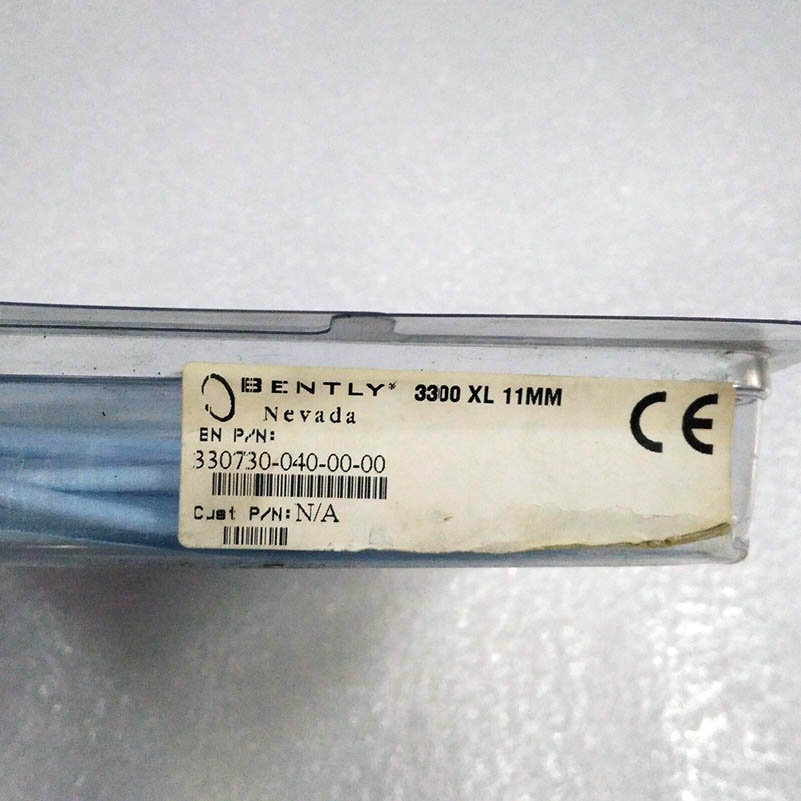 BENTLY® 3300 XL 11MM
Nevada
BN P/N:
330730-040-00-00
Cust P/N: N/A
CE